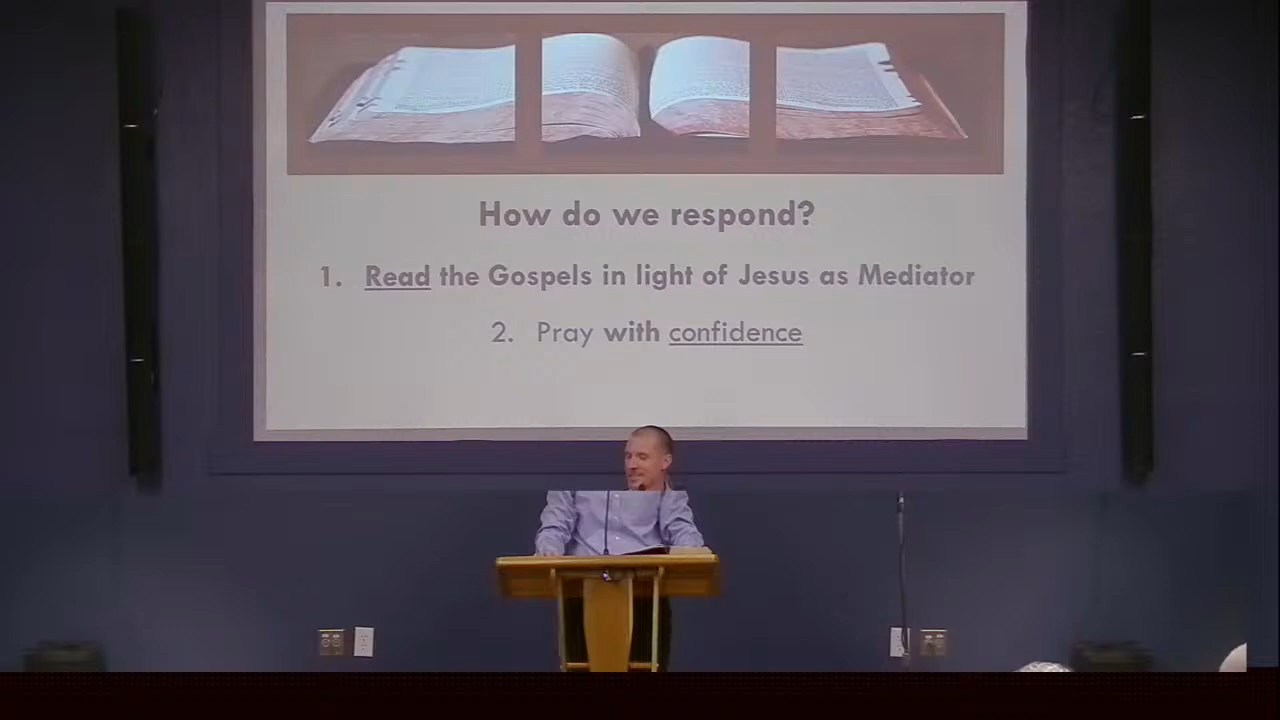 How do we respond?
1. Read the Gospels in light of Jesus as Mediator
2. Pray with confidence